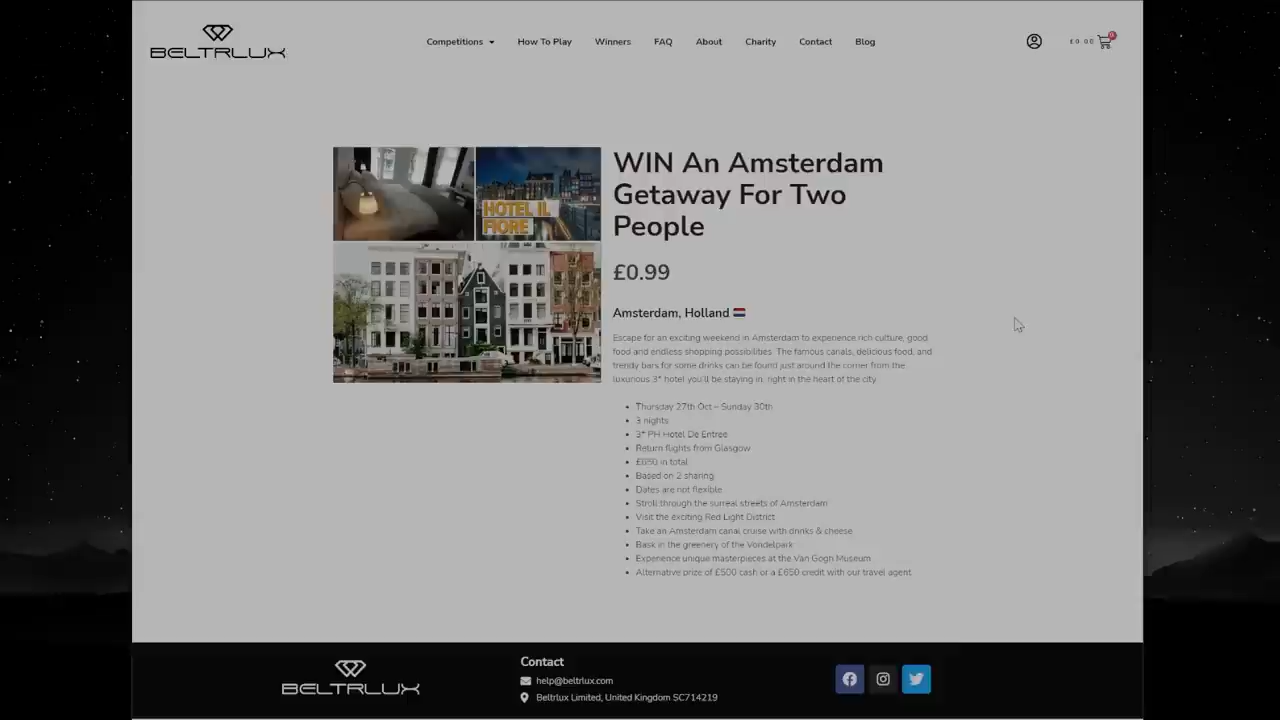 BELTRLUX
Competitions How To Play Winners FAQ About Charity Contact Blog
£0.00 0
HOTEL IL
FIORE
WIN An Amsterdam
Getaway For Two
People
£0.99
Amsterdam, Holland
Escape for an exciting weekend in Amsterdam to experience rich culture, good
food and endless shopping possibilities. The famous canals, delicious food, and
trendy bars for some drinks can be found just around the corner from the
luxurious 3* hotel you'll be staying in, right in the heart of the city.
Thursday 27th Oct – Sunday 30th
3 nights
3* PH Hotel De Entree
Return flights from Glasgow
£650 in total
Based on 2 sharing
Dates are not flexible
Stroll through the surreal streets of Amsterdam
Visit the exciting Red Light District
Take an Amsterdam canal cruise with drinks & cheese
Bask in the greenery of the Vondelpark
Experience unique masterpieces at the Van Gogh Museum
Alternative prize of £500 cash or a £650 credit with our travel agent
BELTRLUX
Contact
help@beltrlux.com
Beltrlux Limited, United Kingdom SC714219